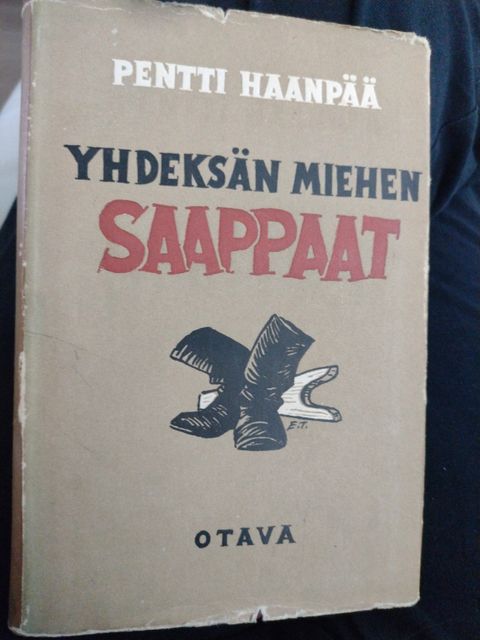 PENTTI HAANPÄÄ
YHDEKSÄN MIEHEN
SAAPPAAT
E.T.
OTAVA